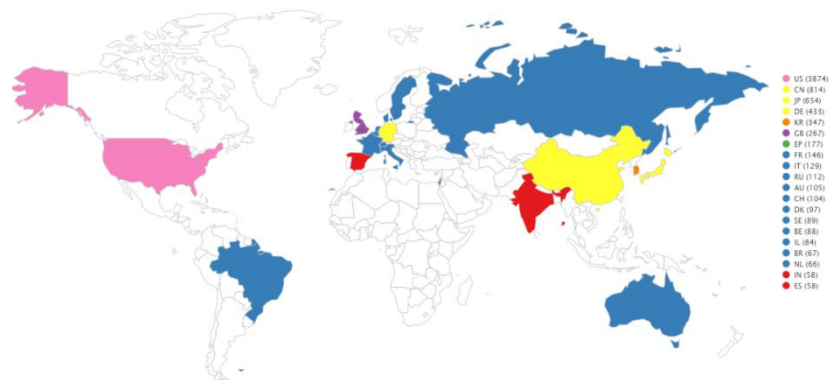 US (3874)
CN (814)
JP (654)
DE (433)
KR (347)
GB (267)
EP (177)
FR (146)
IT (129)
RU (112)
AU (105)
CH (104)
DK (97)
SE (89)
BE (88)
IL (84)
BR (67)
NL (66)
IN (58)
ES (58)